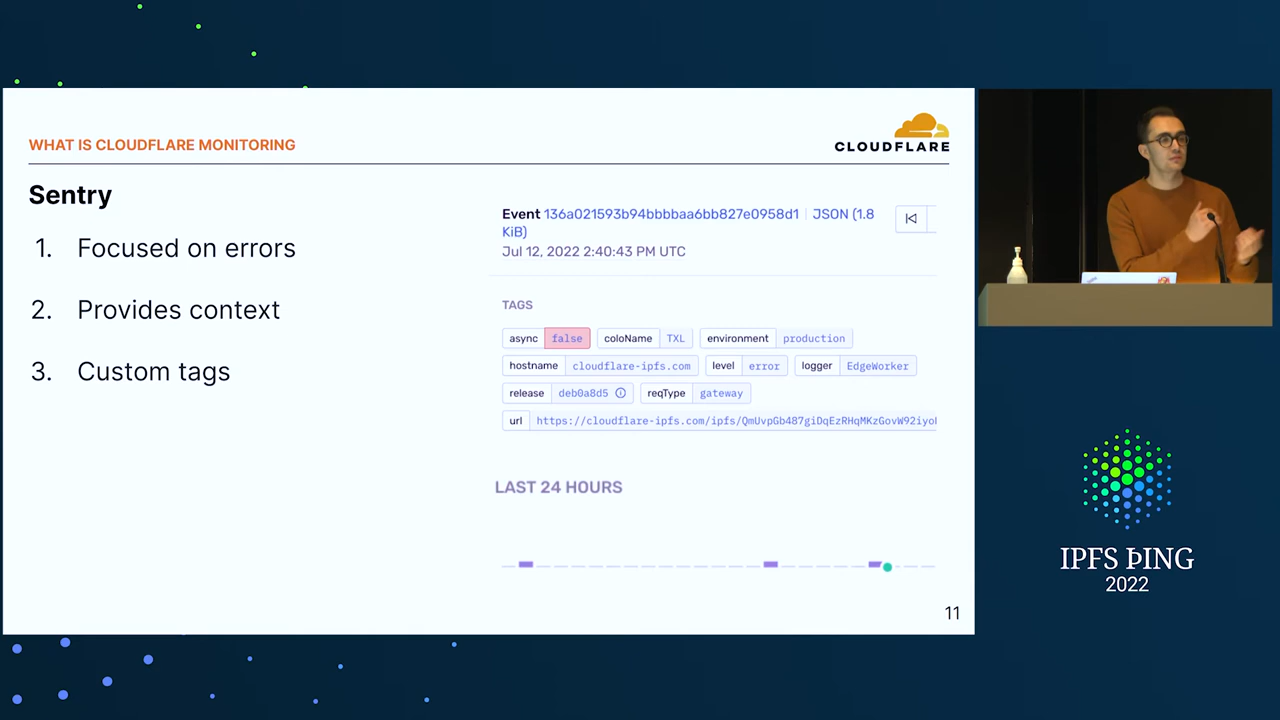 WHAT IS CLOUDFLARE MONITORING
CLOUDFLARE
Sentry
1. Focused on errors
2. Provides context
3. Custom tags
Event 136a021593b94bbbbaa6bb827e0958d1 | JSON (1.8
KiB)
Jul 12, 2022 2:40:43 PM UTC
TAGS
async false coloName TXL environment production
hostname cloudflare-ipfs.com level error logger EdgeWorker
release deb0a8d5 reqType gateway
url https://cloudflare-ipfs.com/ipfs/QmUvpGb487giDqEzRHqMKzGovW92iyo
LAST 24 HOURS
11
IPFS ÞING
2022